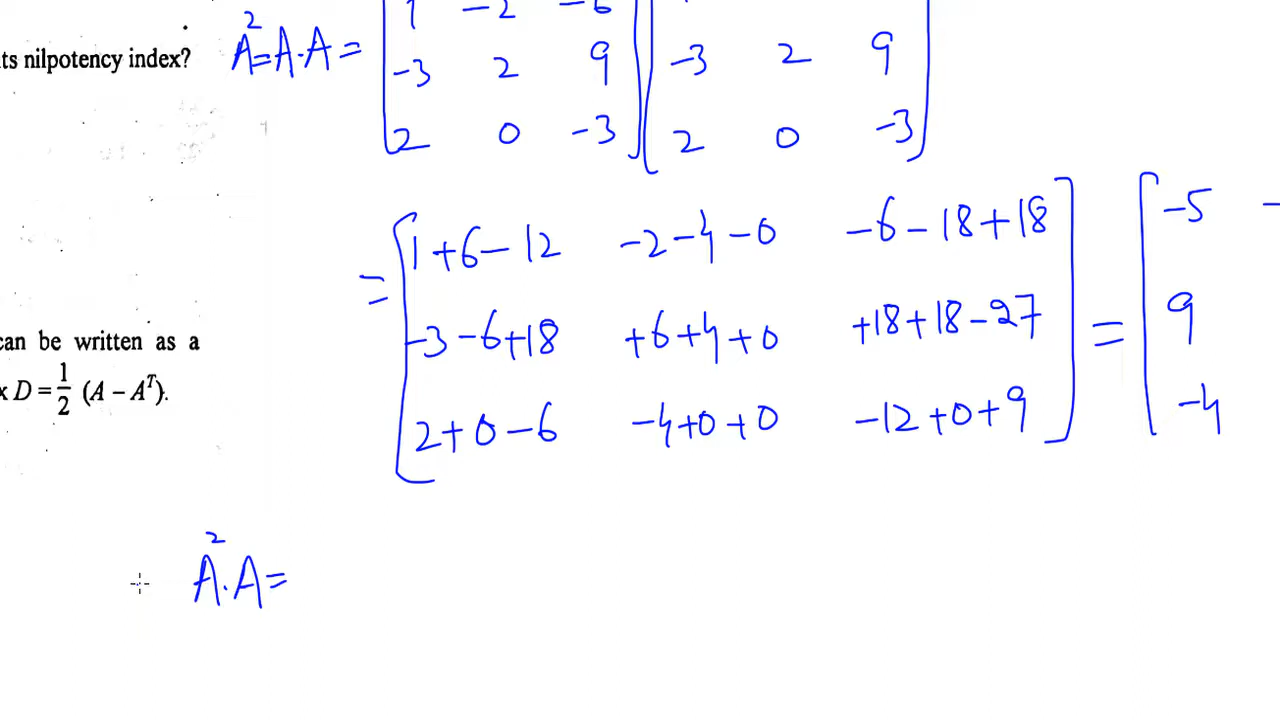 1 -2 -6
ts nilpotency index? A²=A·A= -3 2 9 -3 2 9
2 0 -3 2 0 -3
= 1+6-12 -2-4-0 -6-18+18 = -5 -
-3-6+18 +6+4+0 +18+18-27 9
2+0-6 -4+0+0 -12+0+9 -4
can be written as a
x D = 1/2 (A – Aᵀ).
A²·A=